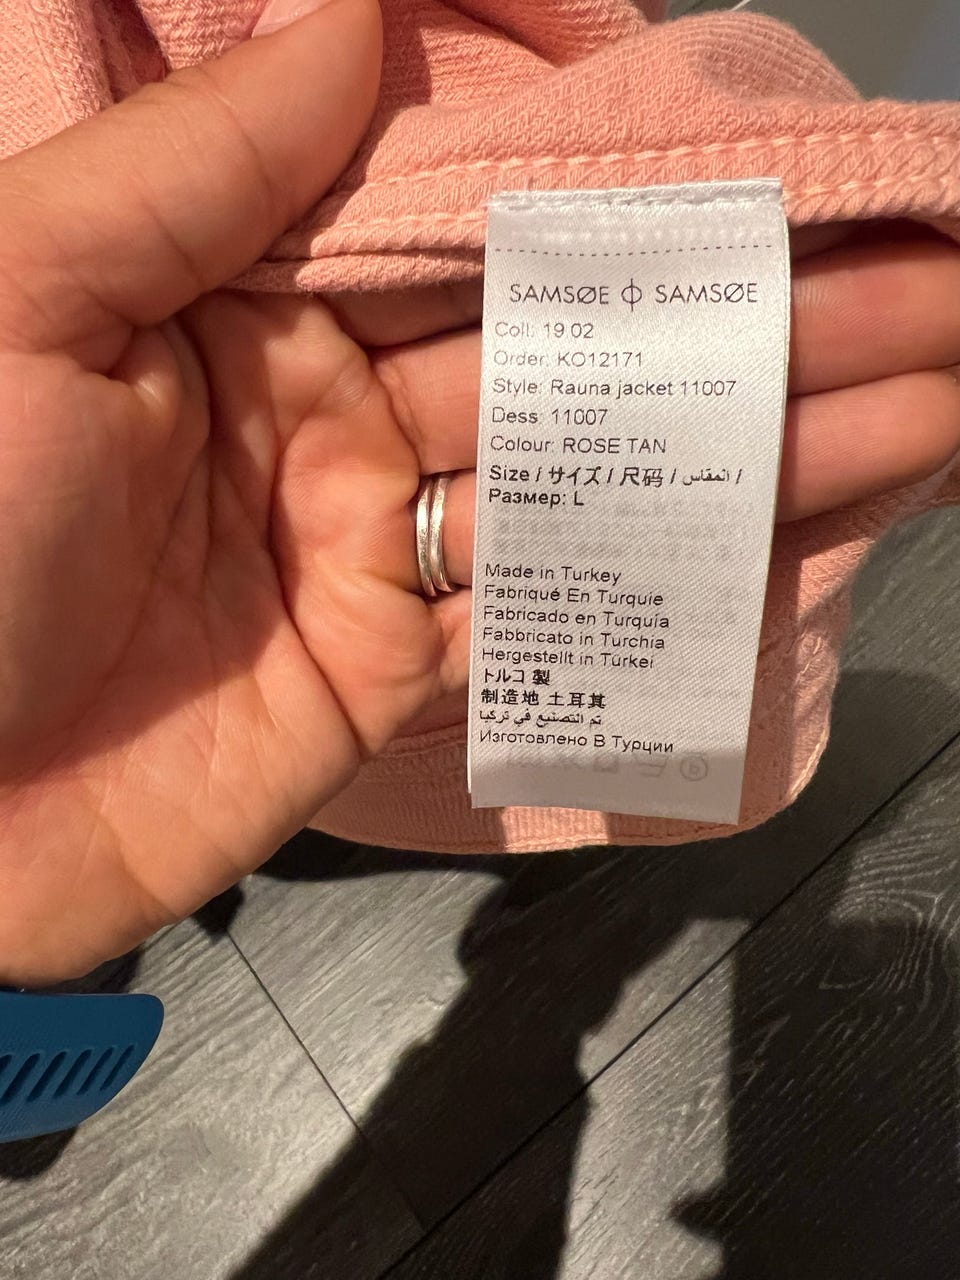 SAMSØE ϕ SAMSØE
Coll: 19 02
Order: KO12171
Style: Rauna jacket 11007
Dess: 11007
Colour: ROSE TAN
Size / サイズ / 尺码 / المقاس /
Размер: L
Made in Turkey
Fabriqué En Turquie
Fabricado en Turquía
Fabbricato in Turchia
Hergestellt in Türkei
トルコ 製
制造地 土耳其
تم التصنيع في تركيا
Изготовлено В Турции